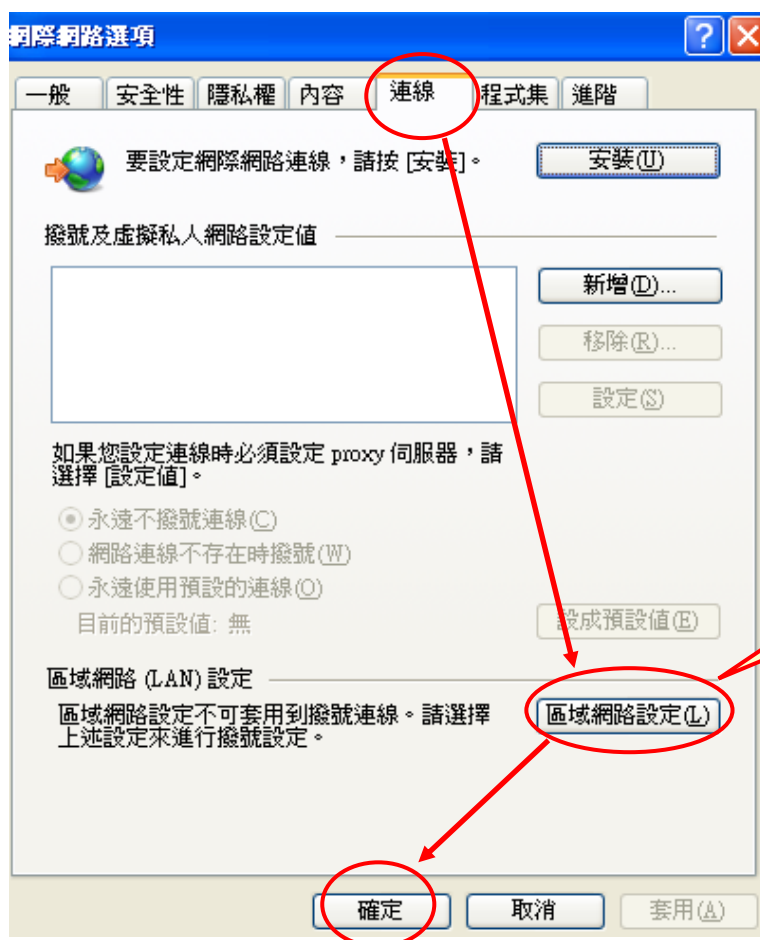 網際網路選項
一般
安全性
隱私權
內容
連線
程式集
進階
要設定網際網路連線，請按 [安裝]。
安裝(U)
撥號及虛擬私人網路設定值
新增(D)...
移除(R)...
設定(S)
如果您設定連線時必須設定 proxy 伺服器，請
選擇 [設定值]。
永遠不撥號連線(C)
網路連線不存在時撥號(W)
永遠使用預設的連線(O)
目前的預設值: 無
設成預設值(E)
區域網路 (LAN) 設定
區域網路設定不可套用到撥號連線。請選擇
上述設定來進行撥號設定。
區域網路設定(L)
確定
取消
套用(A)